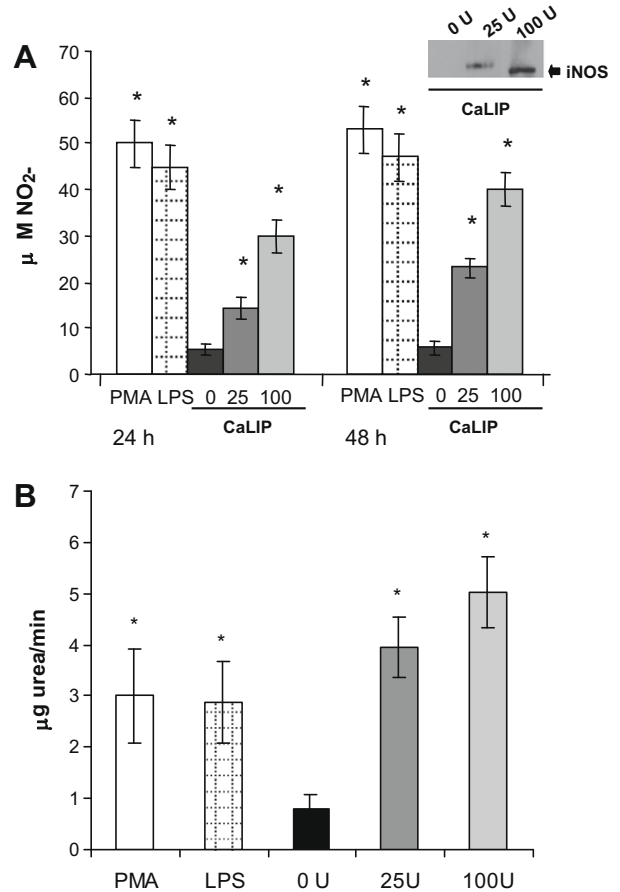 A
0 U 25 U 100 U
iNOS
CaLIP
μ M NO2-
70
60
50
40
30
20
10
0
* * * * * * * *
PMA LPS 0 25 100 PMA LPS 0 25 100
CaLIP CaLIP
24 h 48 h
B
μg urea/min
7
6
5
4
3
2
1
0
* * * *
PMA LPS 0 U 25U 100U